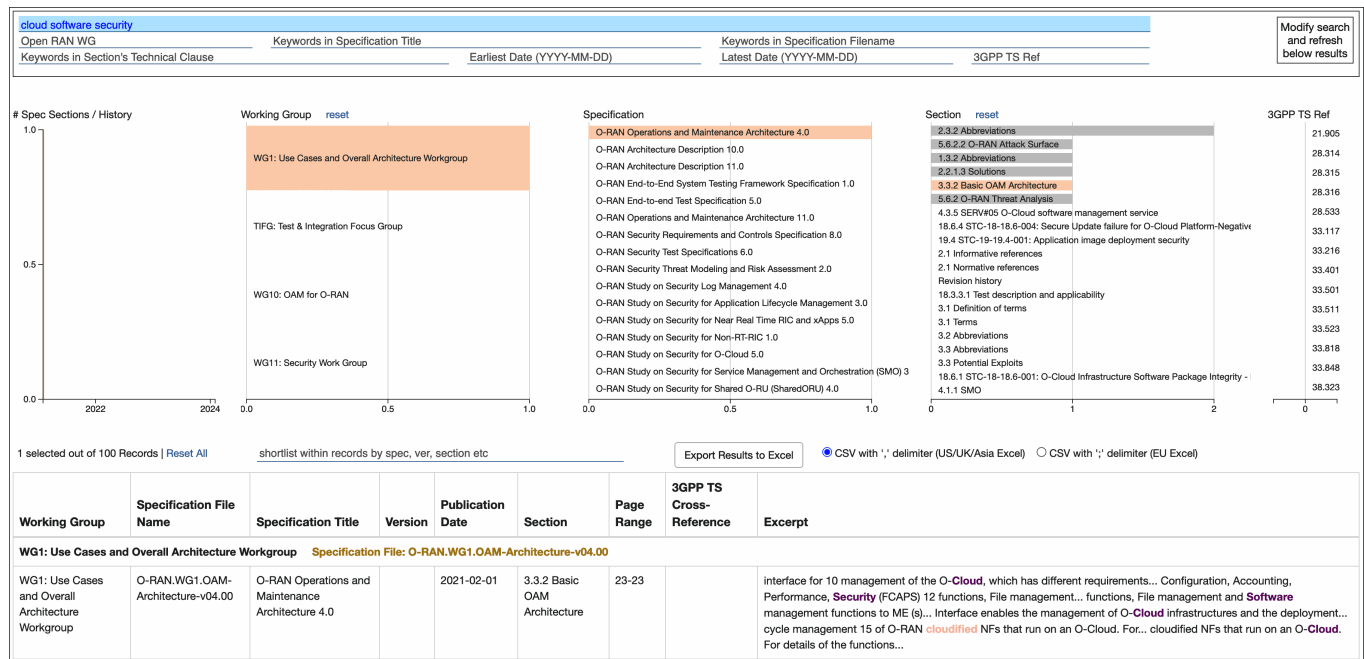 cloud software security
Open RAN WG Keywords in Specification Title Keywords in Specification Filename
Keywords in Section's Technical Clause Earliest Date (YYYY-MM-DD) Latest Date (YYYY-MM-DD) 3GPP TS Ref
Modify search
and refresh
below results
# Spec Sections / History
1.0
0.5
0.0
2022 2024
Working Group reset
WG1: Use Cases and Overall Architecture Workgroup
TIFG: Test & Integration Focus Group
WG10: OAM for O-RAN
WG11: Security Work Group
0.0 0.5 1.0
Specification
O-RAN Operations and Maintenance Architecture 4.0
O-RAN Architecture Description 10.0
O-RAN Architecture Description 11.0
O-RAN End-to-End System Testing Framework Specification 1.0
O-RAN End-to-end Test Specification 5.0
O-RAN Operations and Maintenance Architecture 11.0
O-RAN Security Requirements and Controls Specification 8.0
O-RAN Security Test Specifications 6.0
O-RAN Security Threat Modeling and Risk Assessment 2.0
O-RAN Study on Security Log Management 4.0
O-RAN Study on Security for Application Lifecycle Management 3.0
O-RAN Study on Security for Near Real Time RIC and xApps 5.0
O-RAN Study on Security for Non-RT-RIC 1.0
O-RAN Study on Security for O-Cloud 5.0
O-RAN Study on Security for Service Management and Orchestration (SMO) 3
O-RAN Study on Security for Shared O-RU (SharedORU) 4.0
0.0 0.5 1.0
Section reset
2.3.2 Abbreviations
5.6.2.2 O-RAN Attack Surface
1.3.2 Abbreviations
2.2.1.3 Solutions
3.3.2 Basic OAM Architecture
5.6.2 O-RAN Threat Analysis
4.3.5 SERV#05 O-Cloud software management service
18.6.4 STC-18-18.6-004: Secure Update failure for O-Cloud Platform-Negative
19.4 STC-19-19.4-001: Application image deployment security
2.1 Informative references
2.1 Normative references
Revision history
18.3.3.1 Test description and applicability
3.1 Definition of terms
3.1 Terms
3.2 Abbreviations
3.3 Abbreviations
3.3 Potential Exploits
18.6.1 STC-18-18.6-001: O-Cloud Infrastructure Software Package Integrity -
4.1.1 SMO
0 1 2
3GPP TS Ref
21.905
28.314
28.315
28.316
28.533
33.117
33.216
33.401
33.501
33.511
33.523
33.818
33.848
38.323
0
1 selected out of 100 Records | Reset All shortlist within records by spec, ver, section etc Export Results to Excel CSV with ',' delimiter (US/UK/Asia Excel) CSV with ';' delimiter (EU Excel)
Working Group
Specification File
Name
Specification Title
Version
Publication
Date
Section
Page
Range
3GPP TS
Cross-
Reference
Excerpt
WG1: Use Cases and Overall Architecture Workgroup Specification File: O-RAN.WG1.OAM-Architecture-v04.00
WG1: Use Cases
and Overall
Architecture
Workgroup
O-RAN.WG1.OAM-
Architecture-v04.00
O-RAN Operations and
Maintenance
Architecture 4.0
2021-02-01
3.3.2 Basic
OAM
Architecture
23-23
interface for 10 management of the O-Cloud, which has different requirements... Configuration, Accounting,
Performance, Security (FCAPS) 12 functions, File management... functions, File management and Software
management functions to ME (s)... Interface enables the management of O-Cloud infrastructures and the deployment...
cycle management 15 of O-RAN cloudified NFs that run on an O-Cloud. For... cloudified NFs that run on an O-Cloud.
For details of the functions...